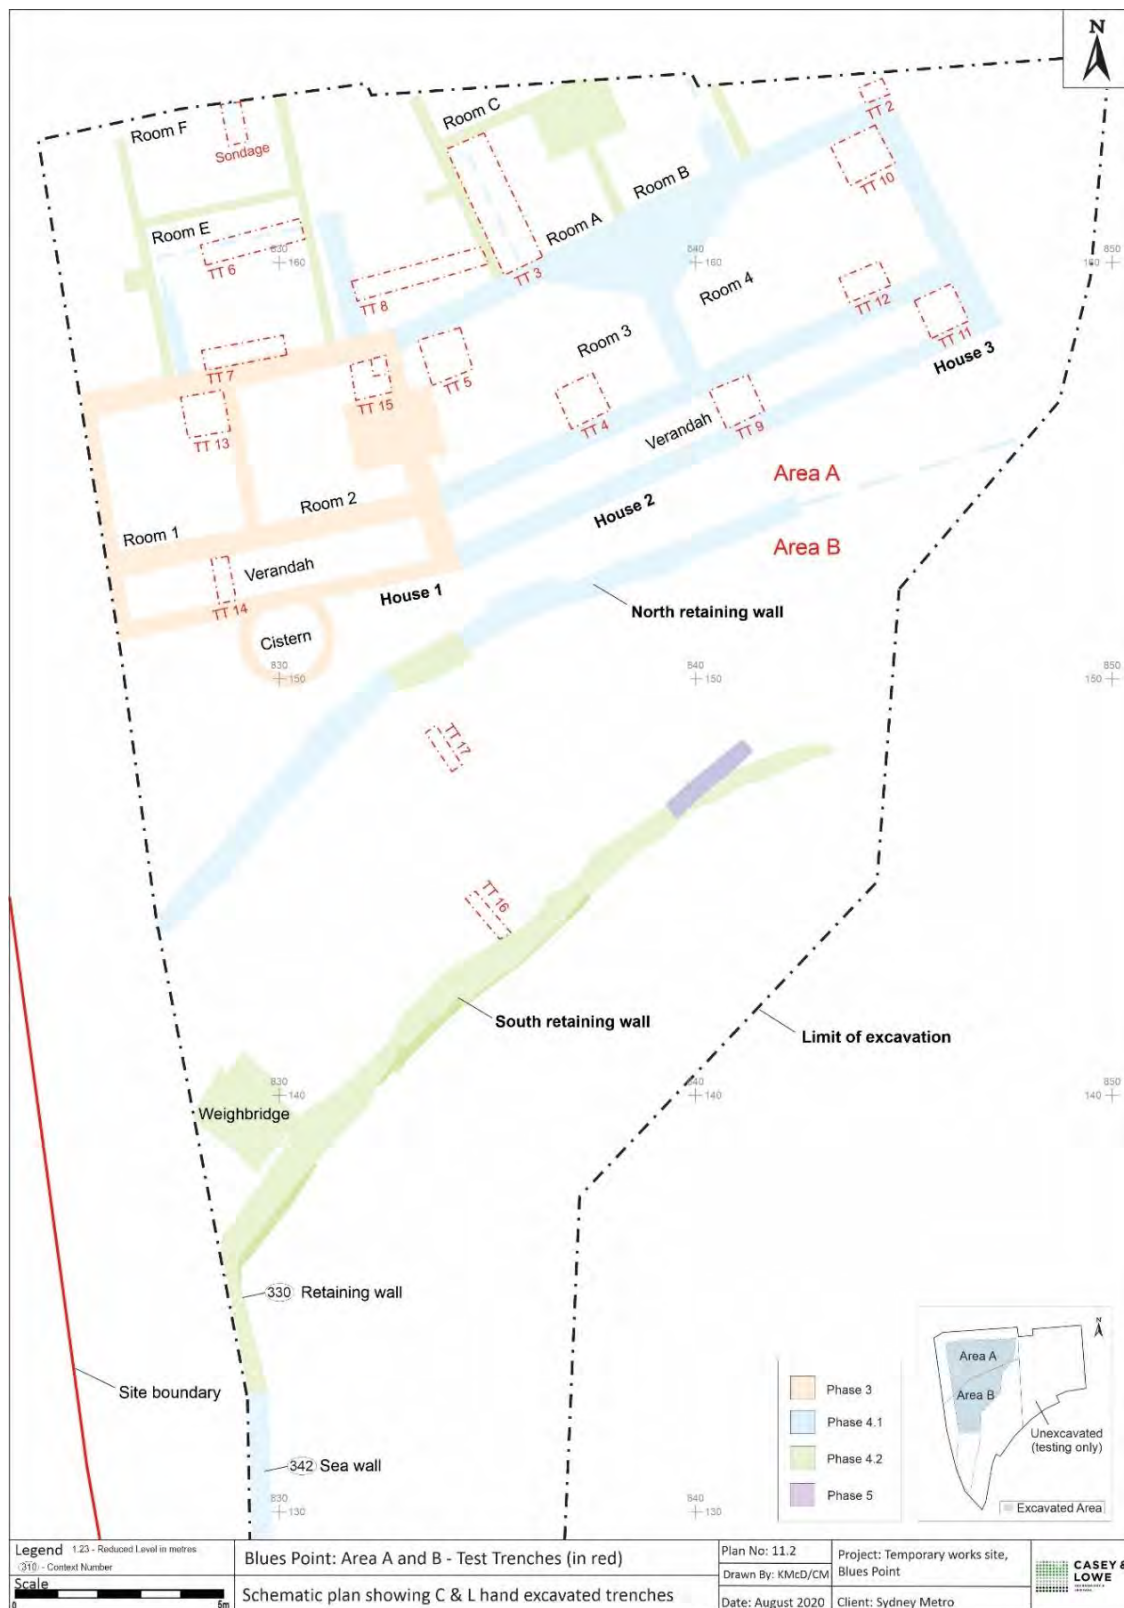 N
Room F
Sondage
Room C
TT 2
TT 10
Room E
TT 6
Room B
Room A
TT 3
TT 8
Room 4
TT 12
TT 11
House 3
830
160
840
160
850
160
TT 7
TT 15
TT 5
Room 3
TT 4
TT 9
Verandah
TT 13
Room 2
Room 1
House 2
Area A
Area B
Verandah
TT 14
House 1
North retaining wall
Cistern
830
150
840
150
850
150
TT 17
TT 16
South retaining wall
Limit of excavation
830
140
840
140
850
140
Weighbridge
330 Retaining wall
Site boundary
342 Sea wall
830
130
840
130
Phase 3
Phase 4.1
Phase 4.2
Phase 5
N
Area A
Area B
Unexcavated
(testing only)
Excavated Area
Legend 1.23 - Reduced Level in metres
310 - Context Number
Scale
0 5m
Blues Point: Area A and B - Test Trenches (in red)
Schematic plan showing C & L hand excavated trenches
Plan No: 11.2
Drawn By: KMcD/CM
Date: August 2020
Project: Temporary works site,
Blues Point
Client: Sydney Metro
CASEY &
LOWE